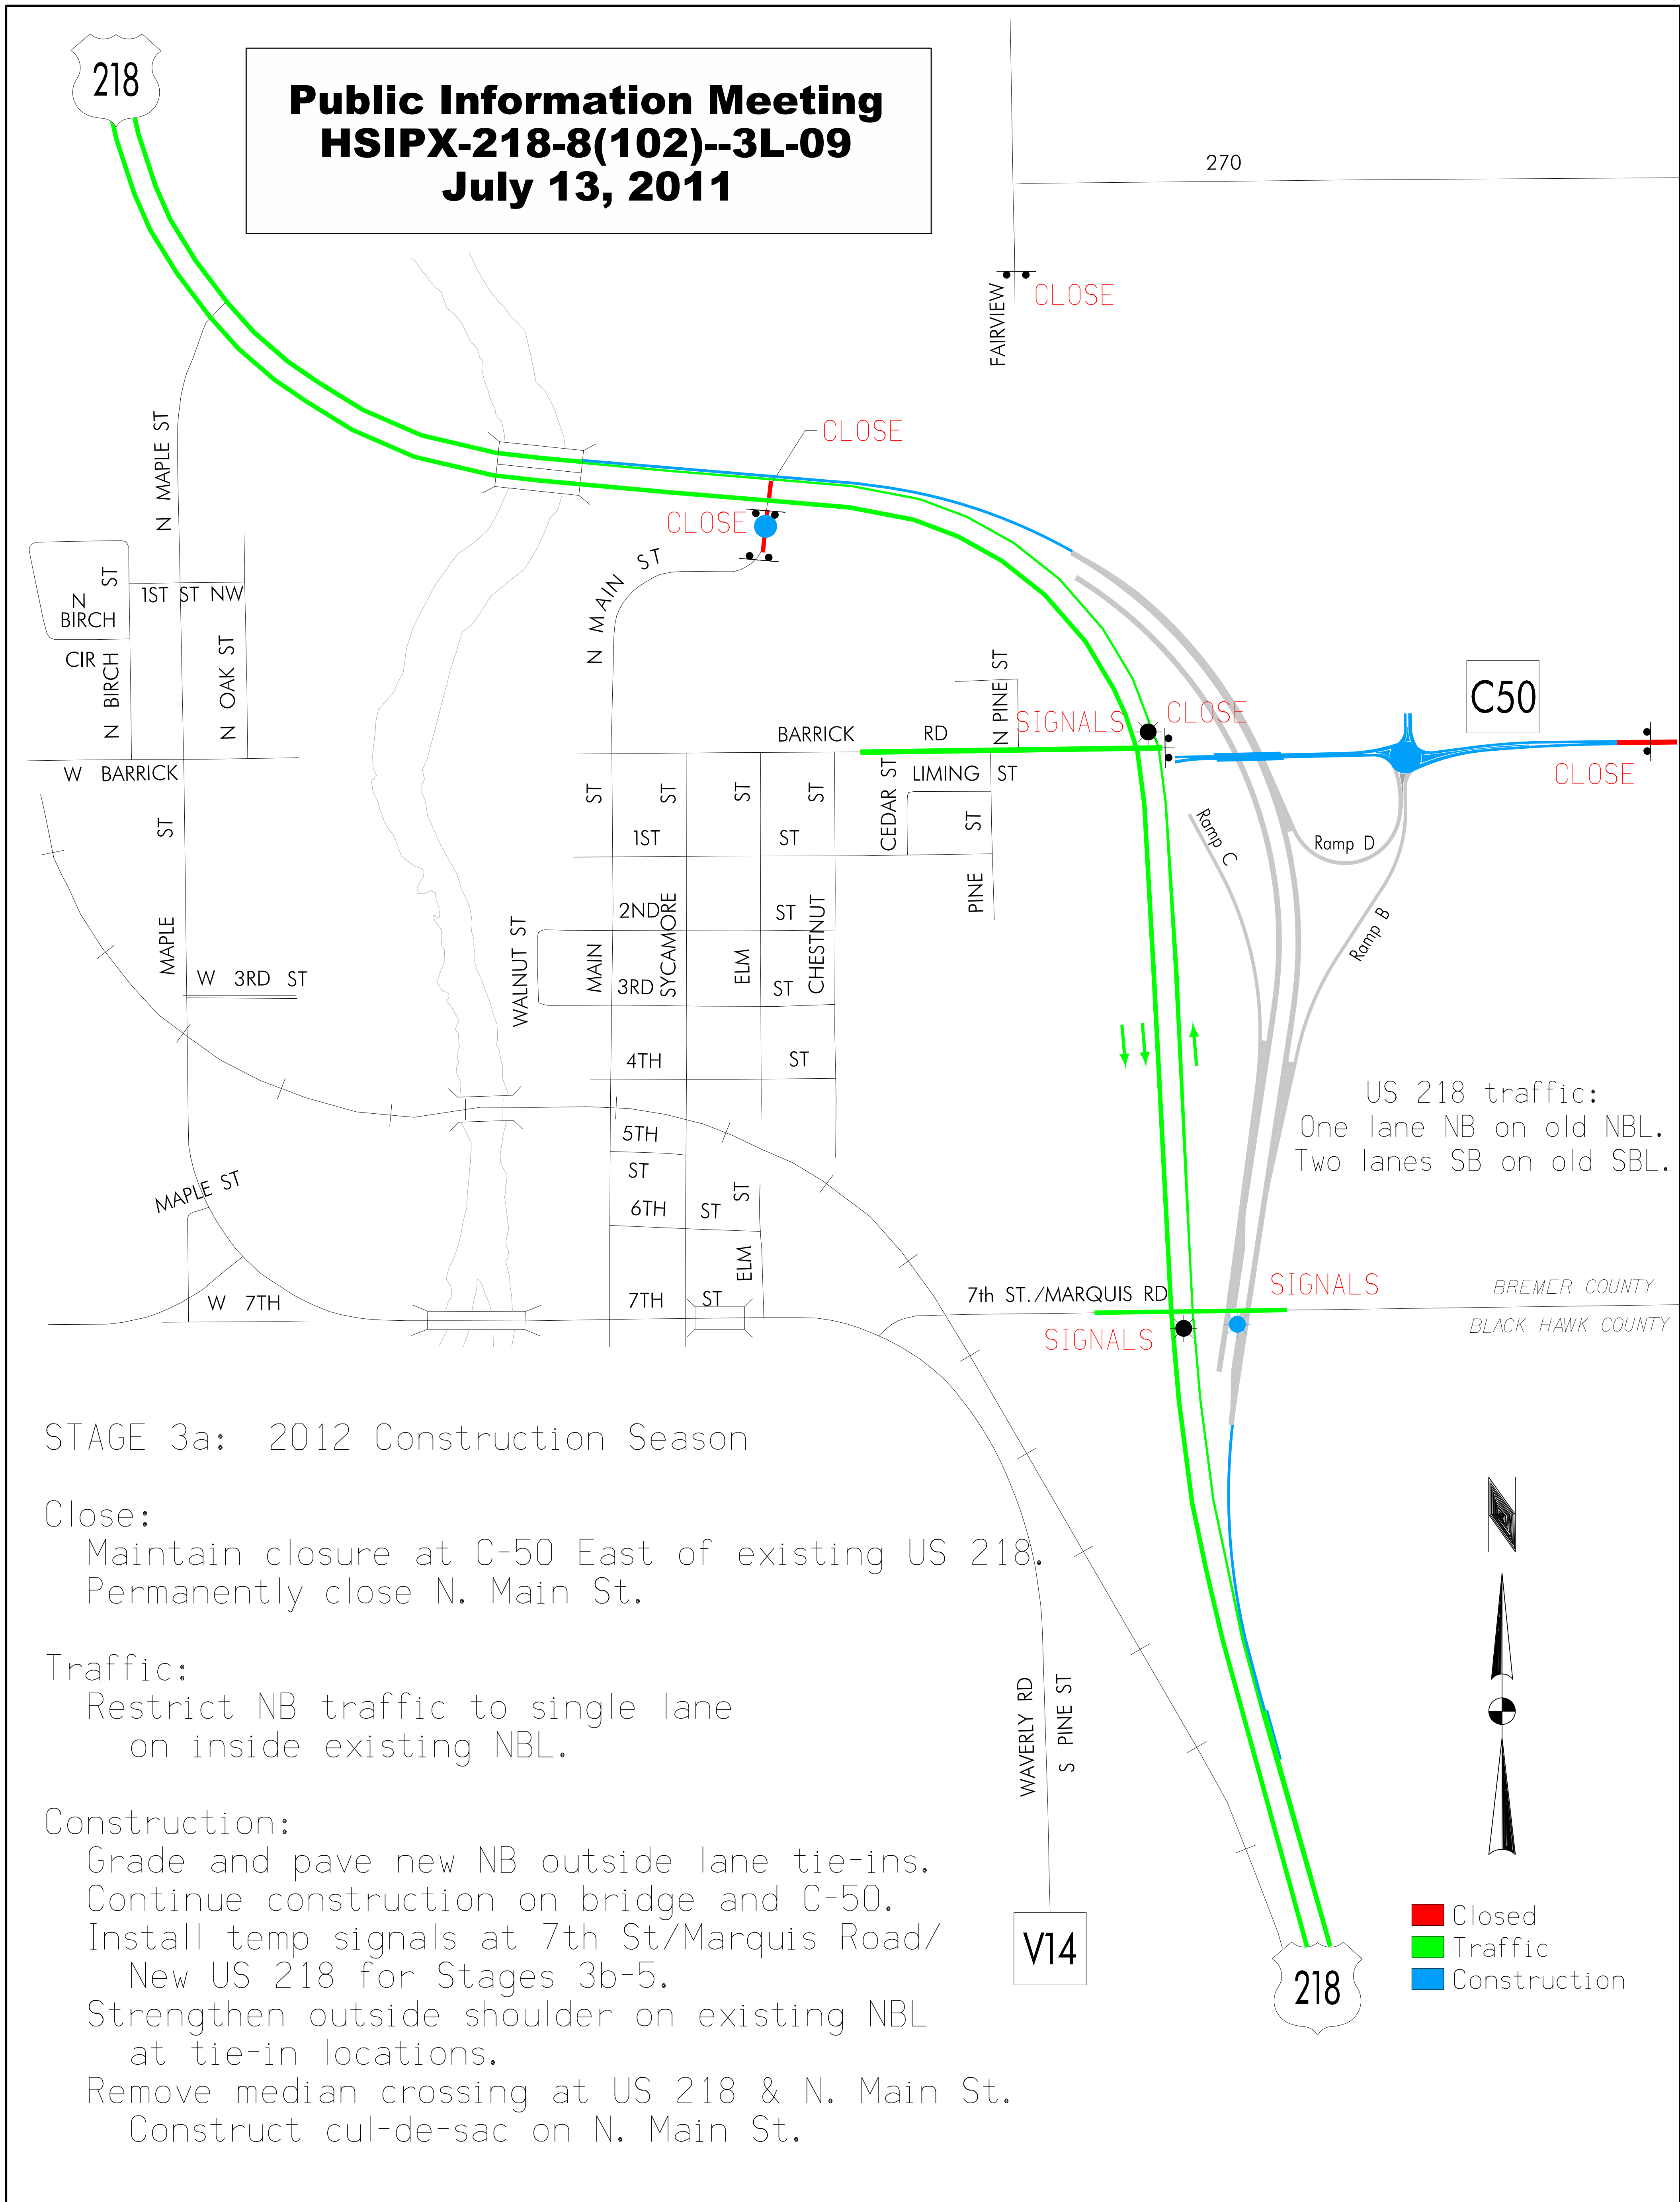 218
Public Information Meeting
HSIPX-218-8(102)--3L-09
July 13, 2011
270
FAIRVIEW
CLOSE
CLOSE
CLOSE
N MAPLE ST
N MAIN ST
N
BIRCH
CIR
N BIRCH ST
1ST ST NW
N OAK ST
W BARRICK
BARRICK RD
N PINE ST
SIGNALS
CLOSE
C50
CLOSE
LIMING ST
CEDAR ST
PINE ST
MAIN ST
SYCAMORE ST
ELM ST
CHESTNUT ST
1ST ST
2ND ST
3RD ST
4TH ST
5TH
ST
6TH ST
7TH ST
ELM ST
WALNUT ST
MAPLE ST
W 3RD ST
MAPLE ST
W 7TH
Ramp C
Ramp D
Ramp B
US 218 traffic:
One lane NB on old NBL.
Two lanes SB on old SBL.
7th ST./MARQUIS RD
SIGNALS
SIGNALS
BREMER COUNTY
BLACK HAWK COUNTY
STAGE 3a: 2012 Construction Season
Close:
Maintain closure at C-50 East of existing US 218.
Permanently close N. Main St.
Traffic:
Restrict NB traffic to single lane
on inside existing NBL.
Construction:
Grade and pave new NB outside lane tie-ins.
Continue construction on bridge and C-50.
Install temp signals at 7th St/Marquis Road/
New US 218 for Stages 3b-5.
Strengthen outside shoulder on existing NBL
at tie-in locations.
Remove median crossing at US 218 & N. Main St.
Construct cul-de-sac on N. Main St.
WAVERLY RD
S PINE ST
V14
218
N
Closed
Traffic
Construction